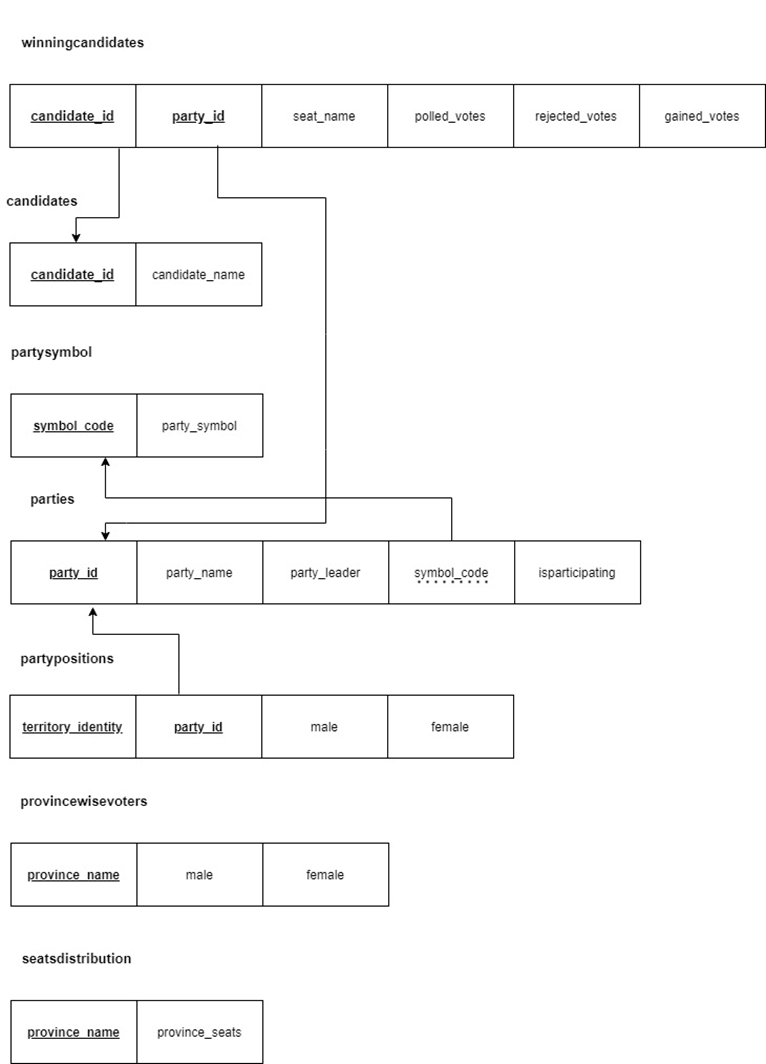 winningcandidates
candidate_id party_id seat_name polled_votes rejected_votes gained_votes
candidates
candidate_id candidate_name
partysymbol
symbol_code party_symbol
parties
party_id party_name party_leader symbol_code isparticipating
partypositions
territory_identity party_id male female
provincewisevoters
province_name male female
seatsdistribution
province_name province_seats